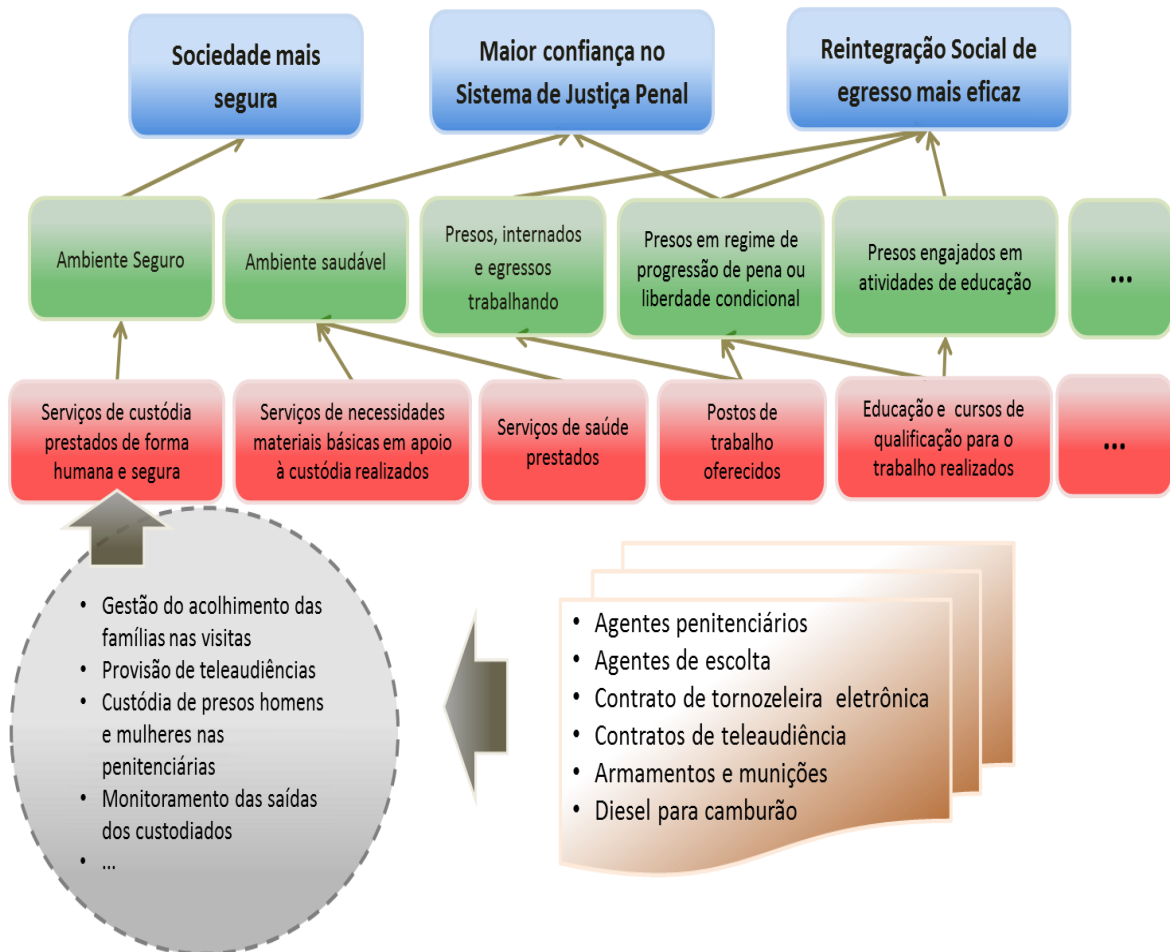 Sociedade mais
segura
Maior confiança no
Sistema de Justiça Penal
Reintegração Social de
egresso mais eficaz
Ambiente Seguro
Ambiente saudável
Presos, internados
e egressos
trabalhando
Presos em regime de
progressão de pena ou
liberdade condicional
Presos engajados em
atividades de educação
...
Serviços de custódia
prestados de forma
humana e segura
Serviços de necessidades
materiais básicas em apoio
à custódia realizados
Serviços de saúde
prestados
Postos de
trabalho
oferecidos
Educação e cursos de
qualificação para o
trabalho realizados
...
• Gestão do acolhimento das
famílias nas visitas
• Provisão de teleaudiências
• Custódia de presos homens
e mulheres nas
penitenciárias
• Monitoramento das saídas
dos custodiados
• ...
• Agentes penitenciários
• Agentes de escolta
• Contrato de tornozeleira eletrônica
• Contratos de teleaudiência
• Armamentos e munições
• Diesel para camburão